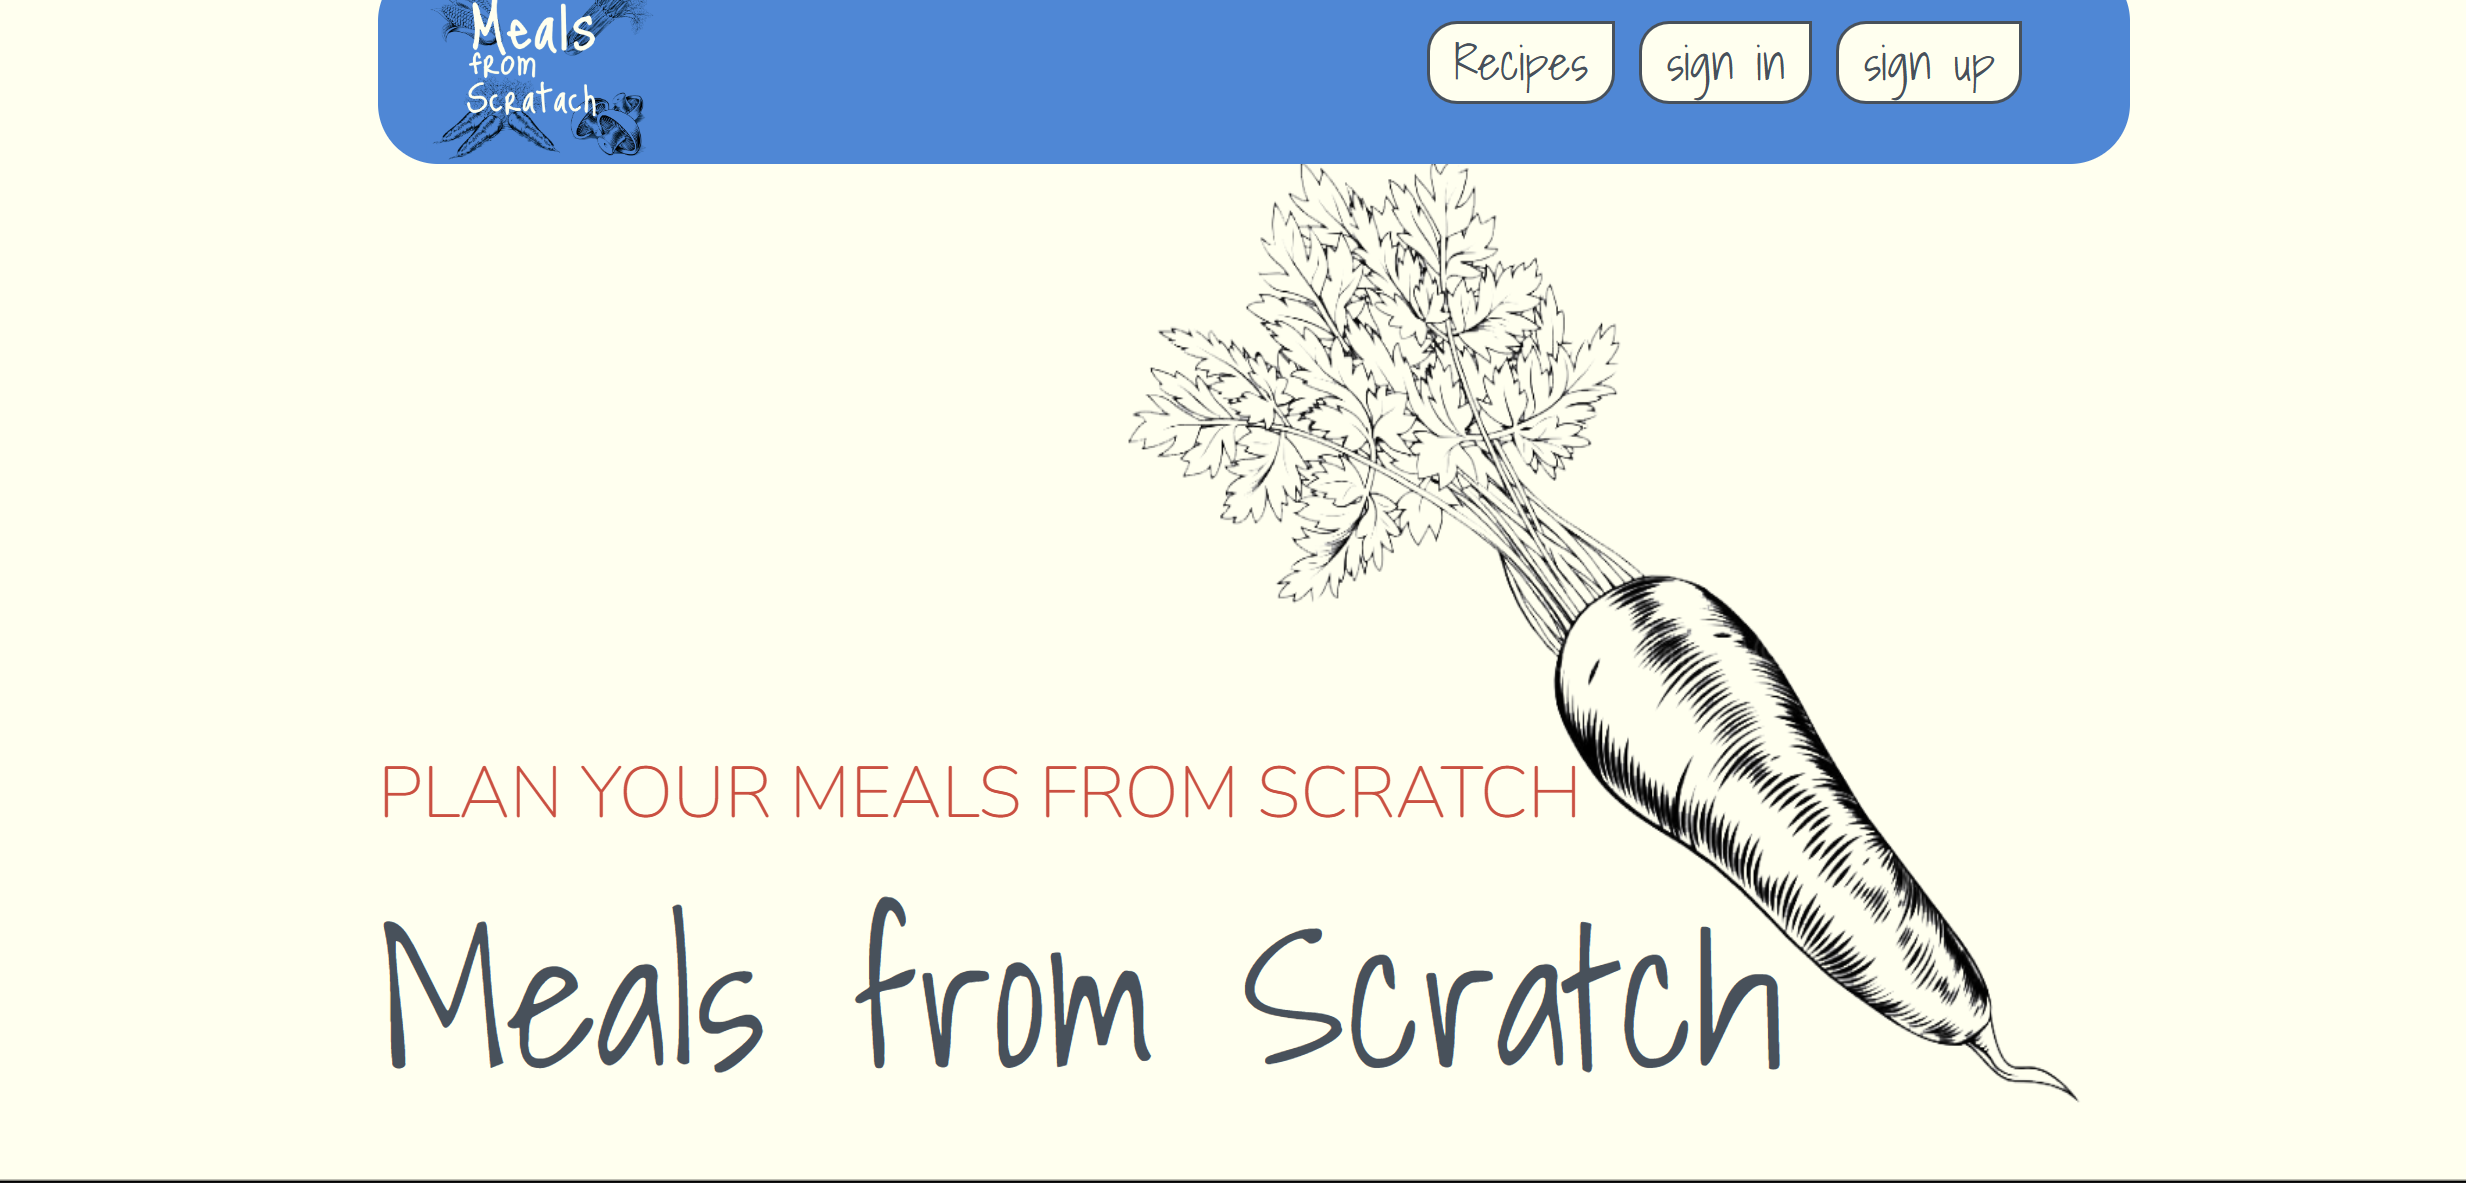 Meals
from
Scratach
Recipes
sign in
sign up
PLAN YOUR MEALS FROM SCRATCH
Meals from Scratch